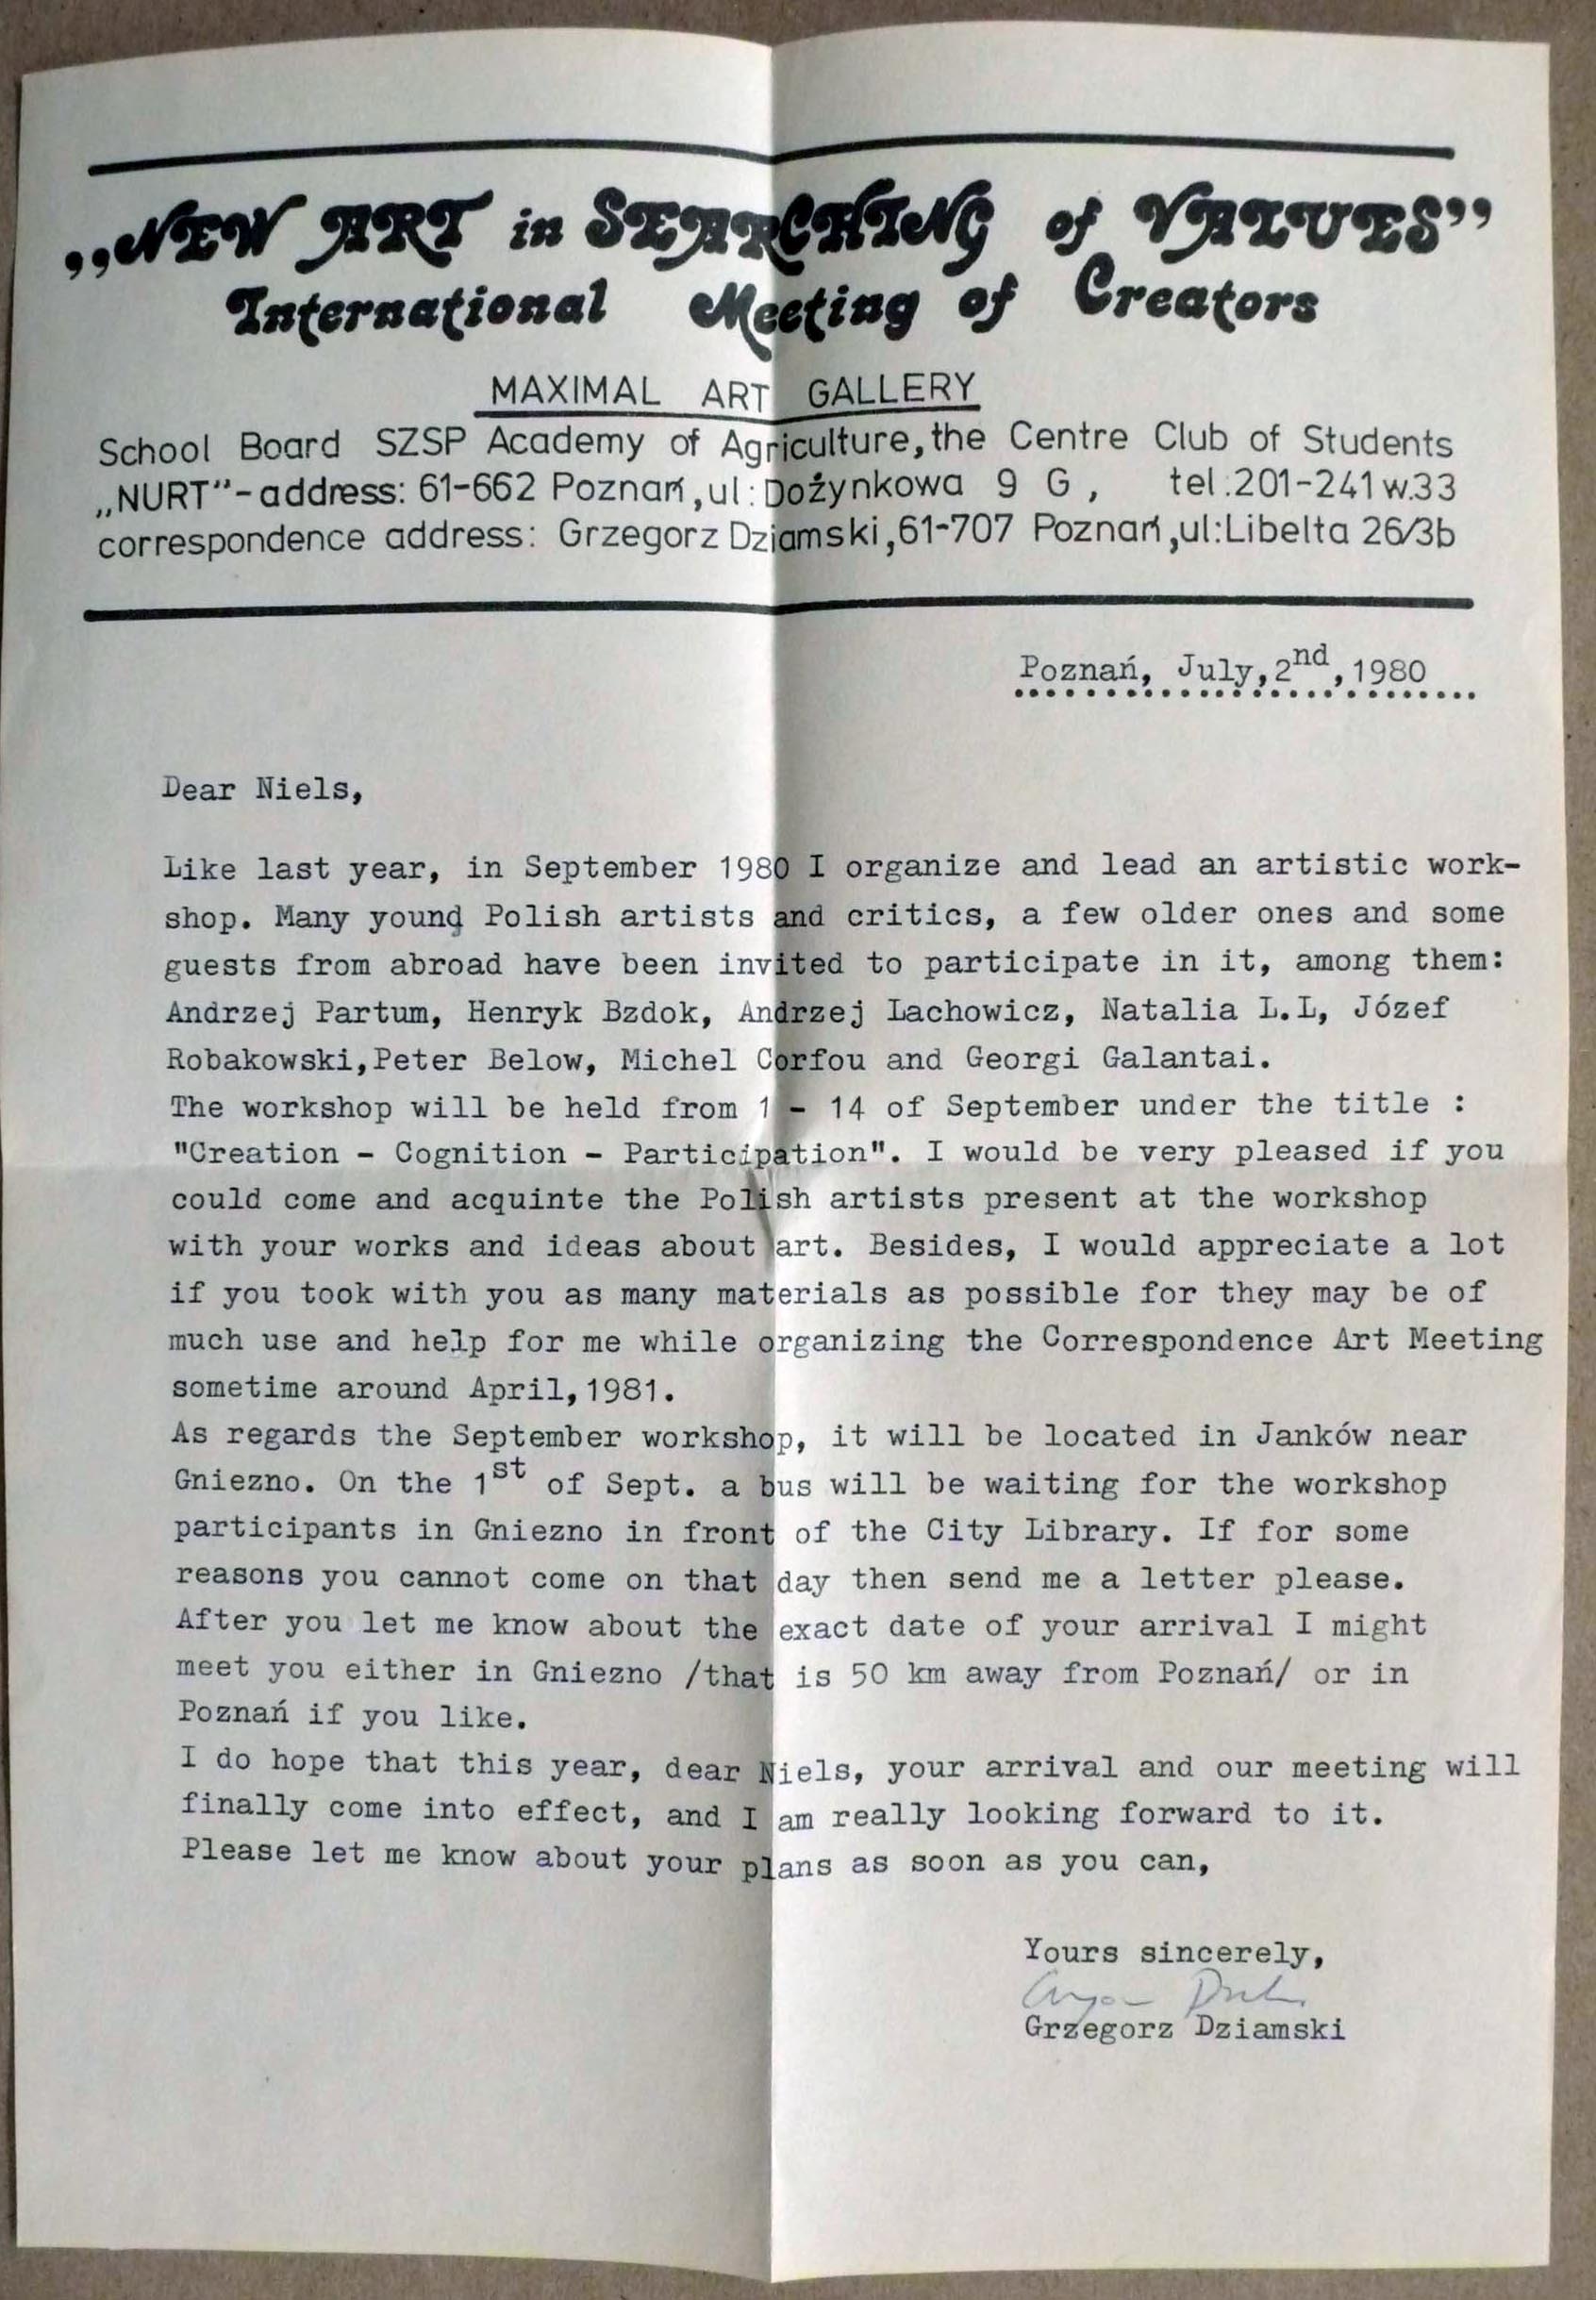 „NEW ART in SEARCHING of VALUES”
International Meeting of Creators
MAXIMAL ART GALLERY
School Board SZSP Academy of Agriculture, the Centre Club of Students
„NURT”-address: 61-662 Poznań, ul: Dożynkowa 9 G, tel.201-241 w.33
correspondence address: Grzegorz Dziamski, 61-707 Poznań, ul:Libelta 26/3b
Poznań, July, 2nd, 1980
Dear Niels,
Like last year, in September 1980 I organize and lead an artistic work-
shop. Many young Polish artists and critics, a few older ones and some
guests from abroad have been invited to participate in it, among them:
Andrzej Partum, Henryk Bzdok, Andrzej Lachowicz, Natalia L.L, Józef
Robakowski, Peter Below, Michel Corfou and Georgi Galantai.
The workshop will be held from 1 - 14 of September under the title :
"Creation - Cognition - Participation". I would be very pleased if you
could come and acquinte the Polish artists present at the workshop
with your works and ideas about art. Besides, I would appreciate a lot
if you took with you as many materials as possible for they may be of
much use and help for me while organizing the Correspondence Art Meeting
sometime around April, 1981.
As regards the September workshop, it will be located in Janków near
Gniezno. On the 1st of Sept. a bus will be waiting for the workshop
participants in Gniezno in front of the City Library. If for some
reasons you cannot come on that day then send me a letter please.
After you let me know about the exact date of your arrival I might
meet you either in Gniezno /that is 50 km away from Poznań/ or in
Poznań if you like.
I do hope that this year, dear Niels, your arrival and our meeting will
finally come into effect, and I am really looking forward to it.
Please let me know about your plans as soon as you can,
Yours sincerely,
Grzegorz Dziamski